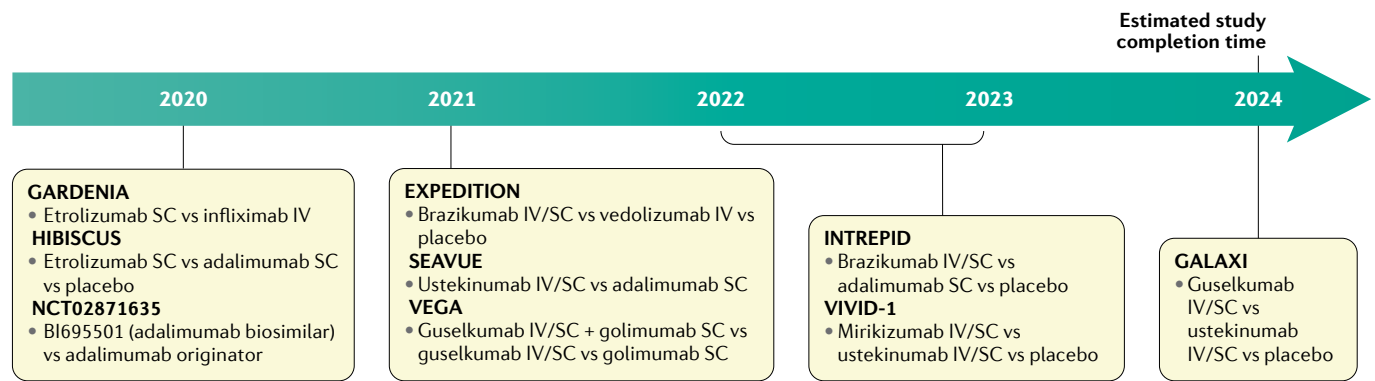 Estimated study
completion time
2020
2021
2022
2023
2024
GARDENIA
• Etrolizumab SC vs infliximab IV
HIBISCUS
• Etrolizumab SC vs adalimumab SC
vs placebo
NCT02871635
• BI695501 (adalimumab biosimilar)
vs adalimumab originator
EXPEDITION
• Brazikumab IV/SC vs vedolizumab IV vs
placebo
SEAVUE
• Ustekinumab IV/SC vs adalimumab SC
VEGA
• Guselkumab IV/SC + golimumab SC vs
guselkumab IV/SC vs golimumab SC
INTREPID
• Brazikumab IV/SC vs
adalimumab SC vs placebo
VIVID-1
• Mirikizumab IV/SC vs
ustekinumab IV/SC vs placebo
GALAXI
• Guselkumab
IV/SC vs
ustekinumab
IV/SC vs placebo